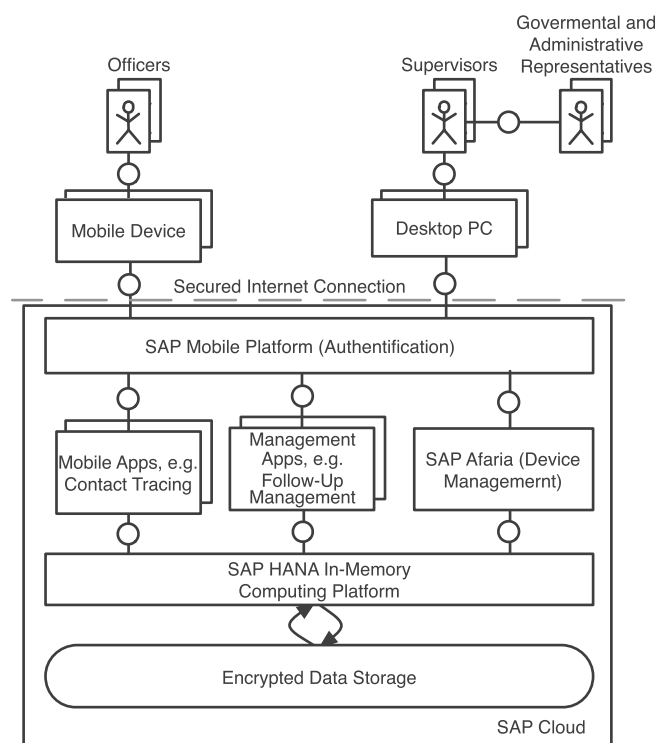 Govermental and
Administrative
Representatives
Officers
Supervisors
Mobile Device
Desktop PC
Secured Internet Connection
SAP Mobile Platform (Authentification)
Mobile Apps, e.g.
Contact Tracing
Management
Apps, e.g.
Follow-Up
Management
SAP Afaria (Device
Managemernt)
SAP HANA In-Memory
Computing Platform
Encrypted Data Storage
SAP Cloud